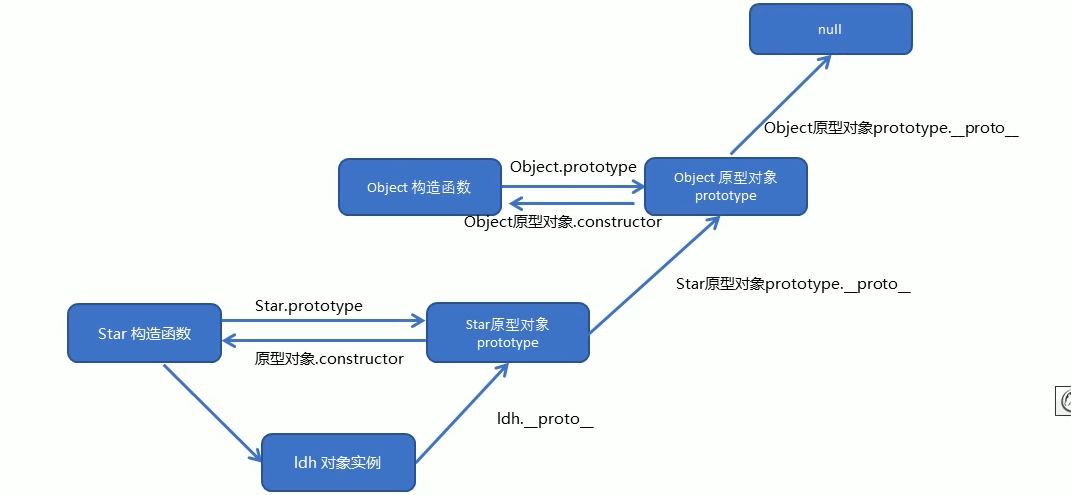 null
Object原型对象prototype.__proto__
Object.prototype
Object 构造函数
Object 原型对象
prototype
Object原型对象.constructor
Star原型对象prototype.__proto__
Star.prototype
Star 构造函数
Star原型对象
prototype
原型对象.constructor
ldh.__proto__
ldh 对象实例